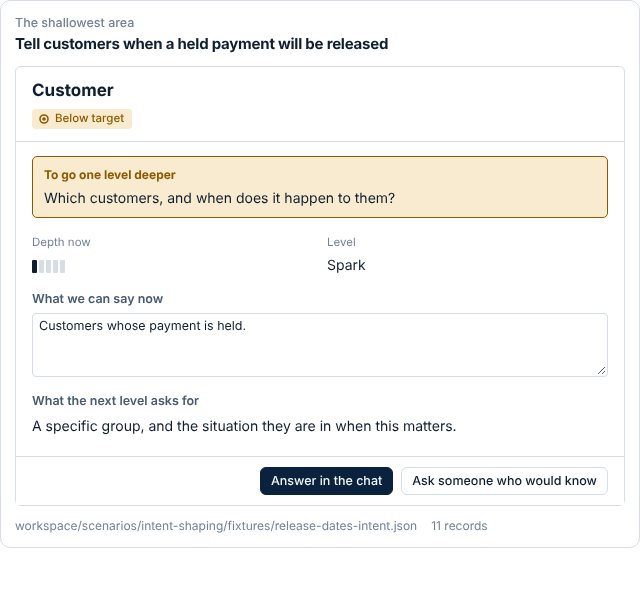 The shallowest area
Tell customers when a held payment will be released
Customer
Below target
To go one level deeper
Which customers, and when does it happen to them?
Depth now
Level
Spark
What we can say now
Customers whose payment is held.
What the next level asks for
A specific group, and the situation they are in when this matters.
Answer in the chat
Ask someone who would know
workspace/scenarios/intent-shaping/fixtures/release-dates-intent.json
11 records